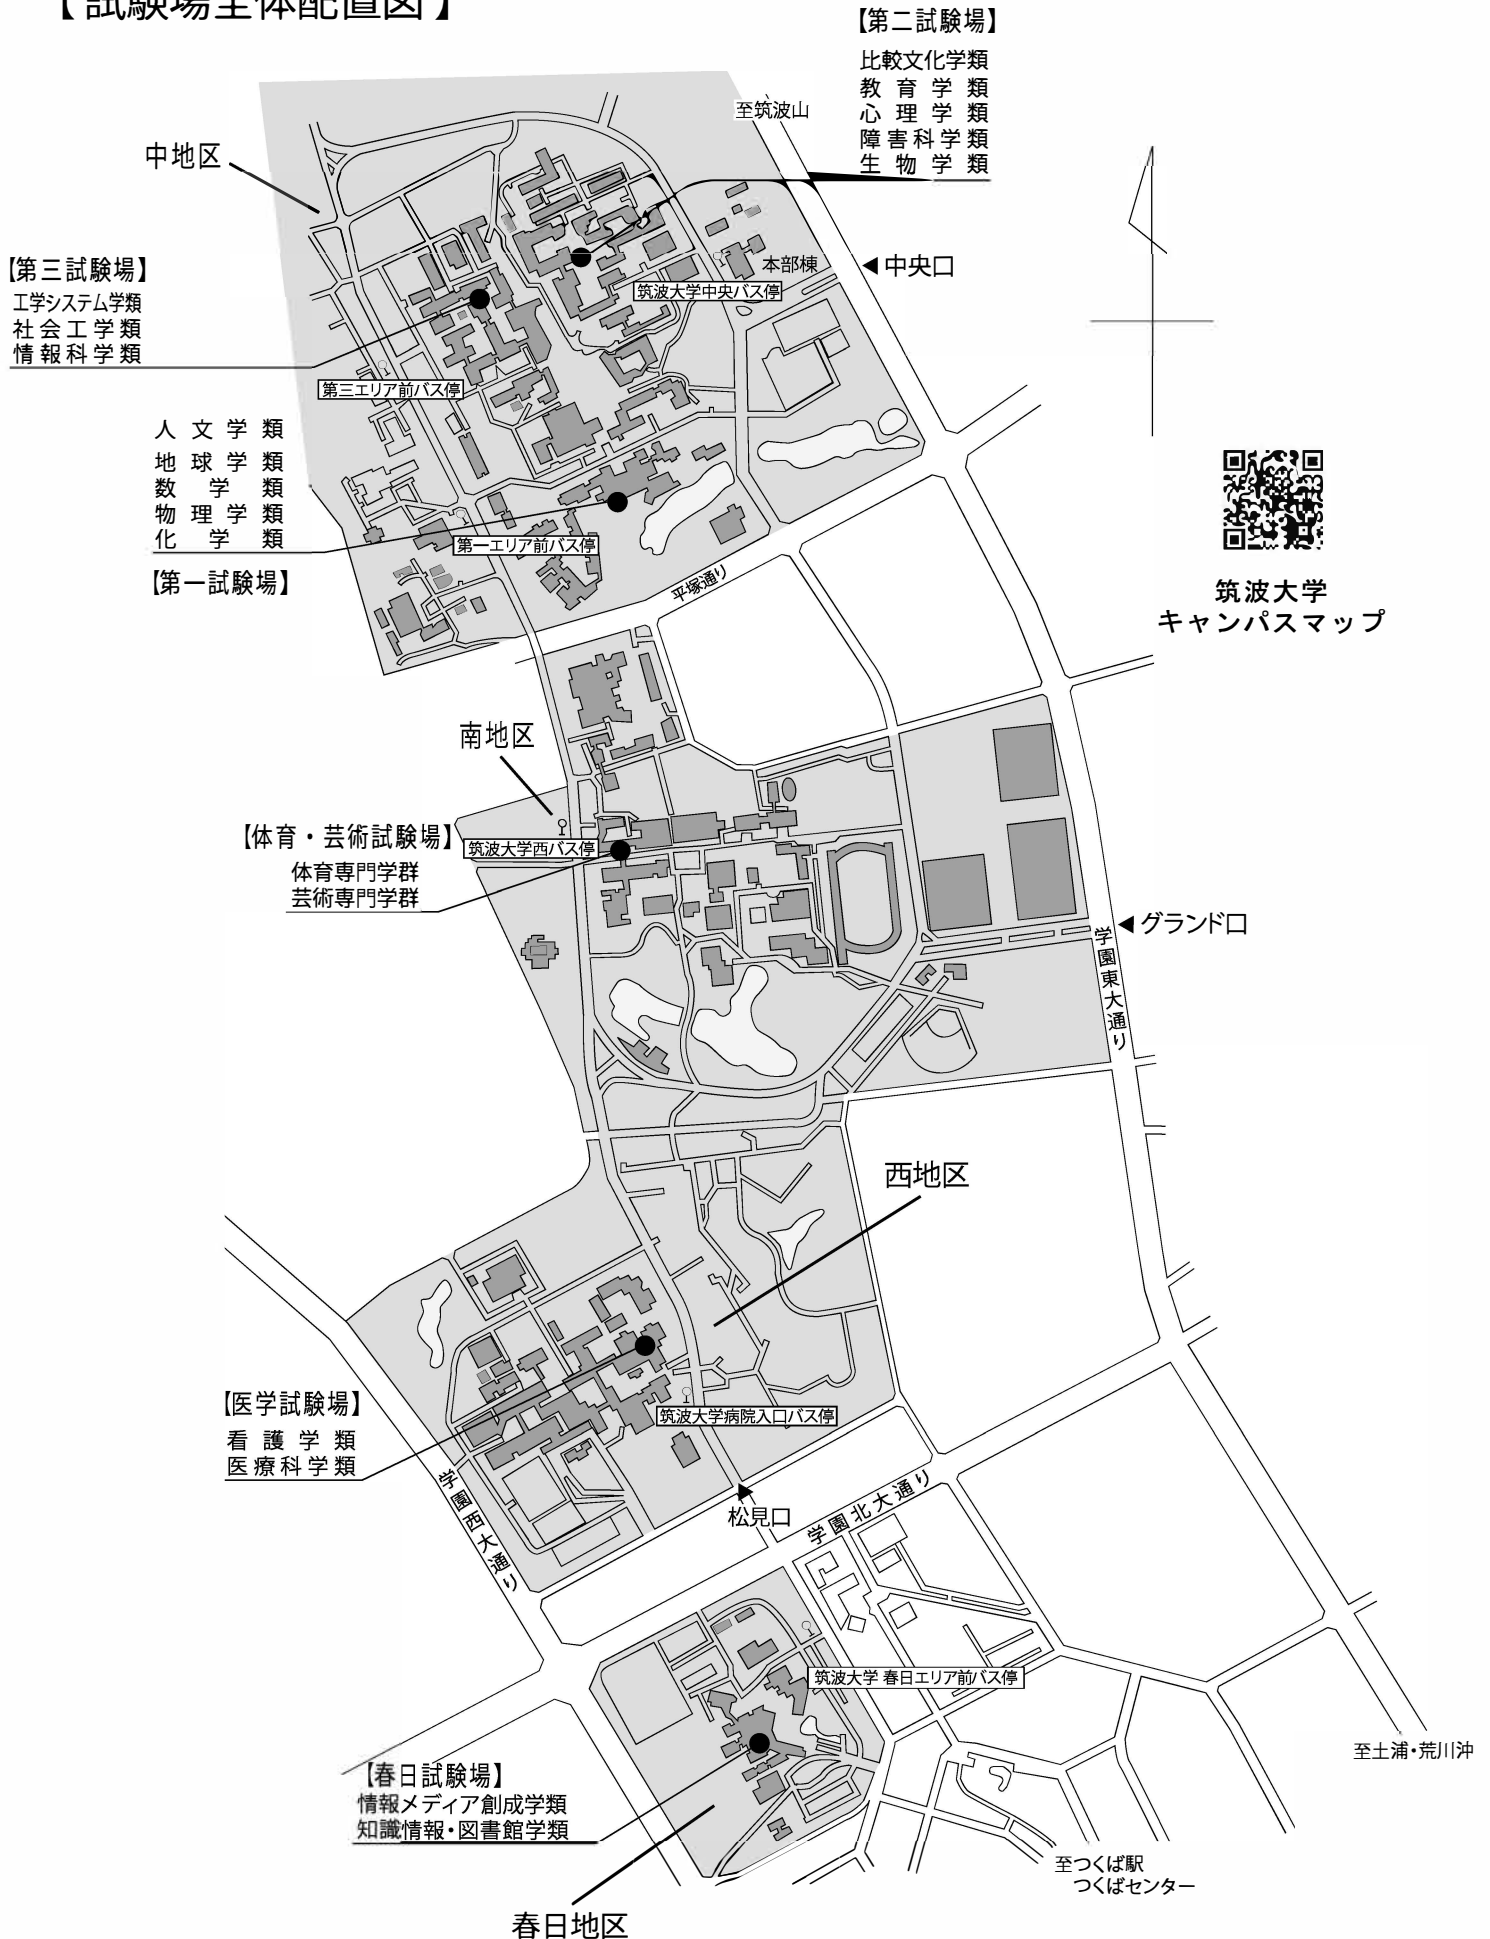 【試験場全体配置図】
【第二試験場】
比較文化学類
教育学類
心理学類
障害科学類
生物学類
至筑波山
中地区
本部棟
◀中央口
筑波大学中央バス停
【第三試験場】
工学システム学類
社会工学類
情報科学類
第三エリア前バス停
人文学類
地球学類
数学類
物理学類
化学類
【第一試験場】
第一エリア前バス停
平塚通り
筑波大学
キャンパスマップ
南地区
【体育・芸術試験場】
体育専門学群
芸術専門学群
筑波大学西バス停
◀グランド口
学園東大通り
西地区
【医学試験場】
看護学類
医療科学類
筑波大学病院入口バス停
学園西大通り
松見口
学園北大通り
筑波大学 春日エリア前バス停
至土浦・荒川沖
【春日試験場】
情報メディア創成学類
知識情報・図書館学類
至つくば駅
つくばセンター
春日地区